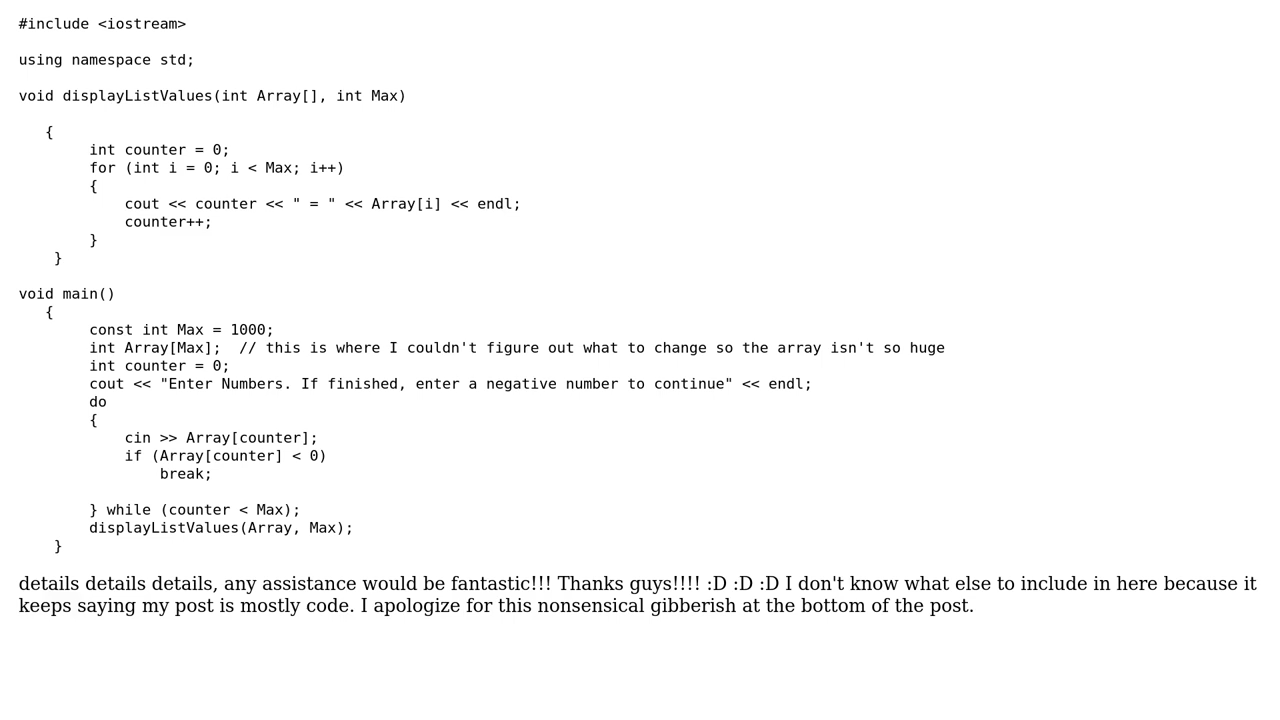 #include <iostream>
using namespace std;
void displayListValues(int Array[], int Max)
{
int counter = 0;
for (int i = 0; i < Max; i++)
{
cout << counter << " = " << Array[i] << endl;
counter++;
}
}
void main()
{
const int Max = 1000;
int Array[Max];  // this is where I couldn't figure out what to change so the array isn't so huge
int counter = 0;
cout << "Enter Numbers. If finished, enter a negative number to continue" << endl;
do
{
cin >> Array[counter];
if (Array[counter] < 0)
break;
} while (counter < Max);
displayListValues(Array, Max);
}
details details details, any assistance would be fantastic!!! Thanks guys!!!! :D :D :D I don't know what else to include in here because it
keeps saying my post is mostly code. I apologize for this nonsensical gibberish at the bottom of the post.